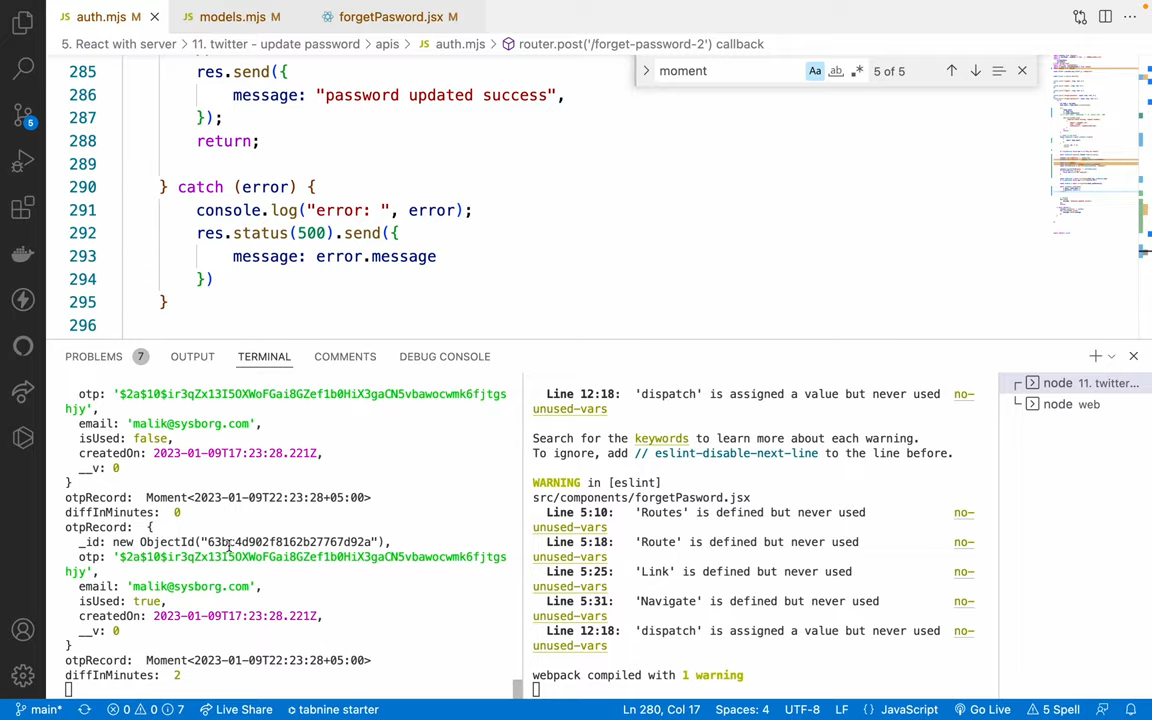 auth.mjs M
models.mjs M
forgetPasword.jsx M
5. React with server > 11. twitter - update password > apis > auth.mjs > router.post('/forget-password-2') callback
moment
Aa ab 5 of 5
285 res.send({
286 message: "password updated success",
287 });
288 return;
289
290 } catch (error) {
291 console.log("error: ", error);
292 res.status(500).send({
293 message: error.message
294 })
295 }
296
5
PROBLEMS 7 OUTPUT TERMINAL COMMENTS DEBUG CONSOLE
otp: '$2a$10$ir3qZx13I5OXWoFGai8GZef1b0HiX3gaCN5vbawocwmk6fjtgs
hjy',
email: 'malik@sysborg.com',
isUsed: false,
createdOn: 2023-01-09T17:23:28.221Z,
__v: 0
}
otpRecord: Moment<2023-01-09T22:23:28+05:00>
diffInMinutes: 0
otpRecord: {
_id: new ObjectId("63bc4d902f8162b27767d92a"),
otp: '$2a$10$ir3qZx13I5OXWoFGai8GZef1b0HiX3gaCN5vbawocwmk6fjtgs
hjy',
email: 'malik@sysborg.com',
isUsed: true,
createdOn: 2023-01-09T17:23:28.221Z,
__v: 0
}
otpRecord: Moment<2023-01-09T22:23:28+05:00>
diffInMinutes: 2
Line 12:18: 'dispatch' is assigned a value but never used no-
unused-vars
Search for the keywords to learn more about each warning.
To ignore, add // eslint-disable-next-line to the line before.
WARNING in [eslint]
src/components/forgetPasword.jsx
Line 5:10: 'Routes' is defined but never used no-
unused-vars
Line 5:18: 'Route' is defined but never used no-
unused-vars
Line 5:25: 'Link' is defined but never used no-
unused-vars
Line 5:31: 'Navigate' is defined but never used no-
unused-vars
Line 12:18: 'dispatch' is assigned a value but never used no-
unused-vars
webpack compiled with 1 warning
node 11. twitter...
node web
main* 0 0 7 Live Share tabnine starter Ln 280, Col 17 Spaces: 4 UTF-8 LF {} JavaScript Go Live 5 Spell